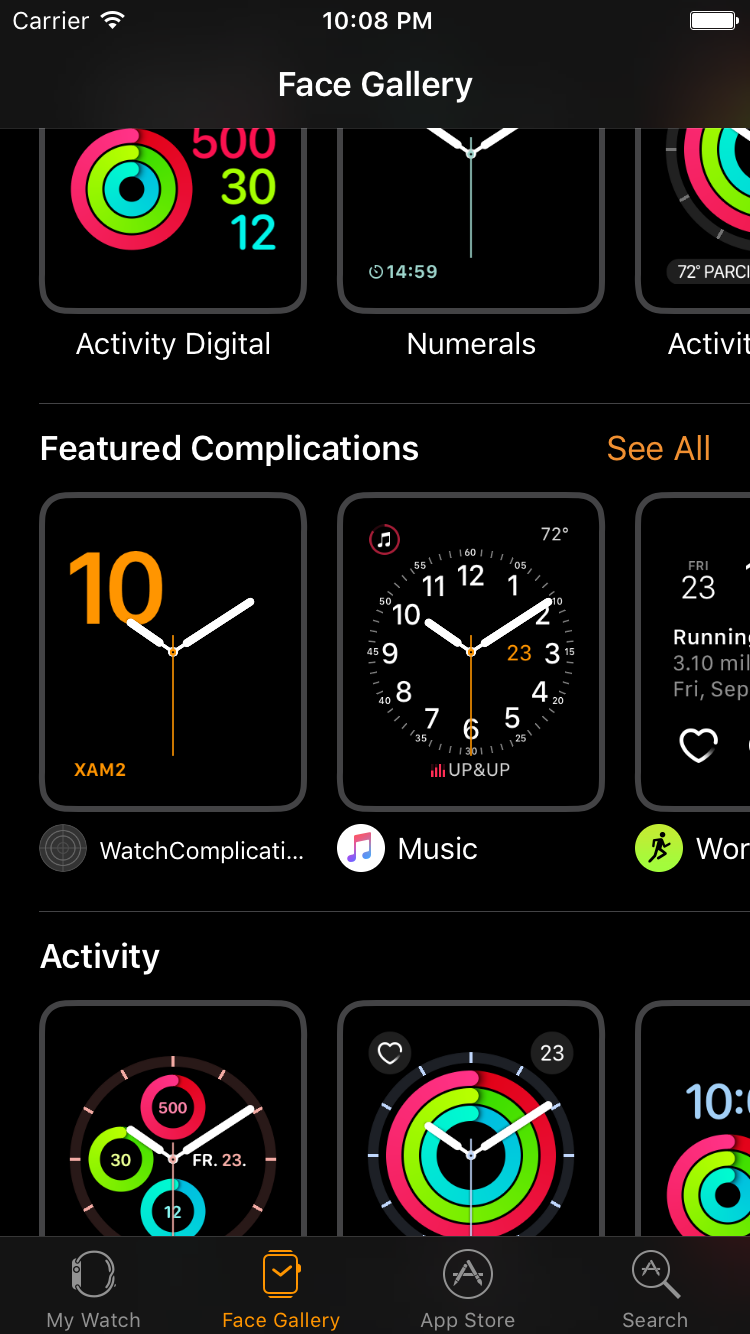 Carrier 10:08 PM
Face Gallery
500
30
12
14:59
72° PARCI
Activity Digital Numerals Activit
Featured Complications See All
10
XAM2
72°
60
55 05
11 12 1
50 10 2 10
45 9 23 3 15
40 8 4 20
35 7 6 5 25
30
UP&UP
FRI
23
Running
3.10 mil
Fri, Sep
WatchComplicati... Music Wor
Activity
500
30 FR. 23.
12
23
10:0
My Watch Face Gallery App Store Search